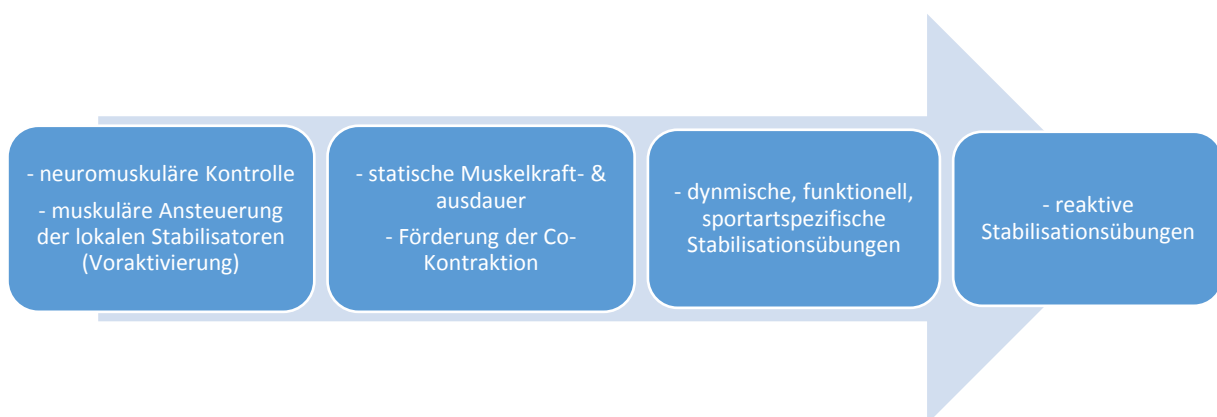 - neuromuskuläre Kontrolle
- muskuläre Ansteuerung
der lokalen Stabilisatoren
(Voraktivierung)
- statische Muskelkraft- &
ausdauer
- Förderung der Co-
Kontraktion
- dynmische, funktionell,
sportartspezifische
Stabilisationsübungen
- reaktive
Stabilisationsübungen